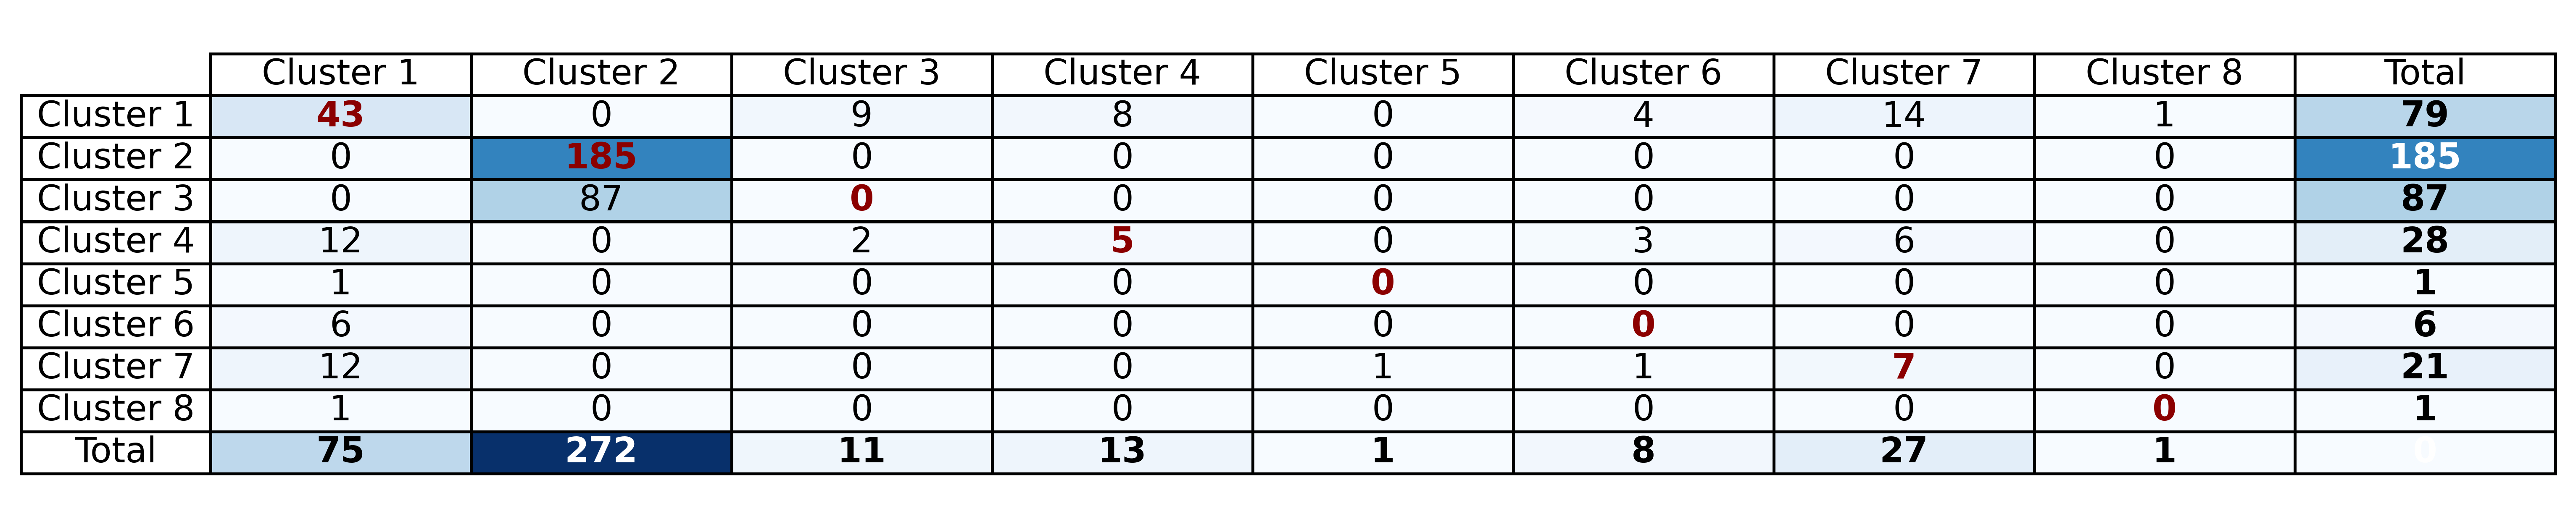 Cluster 1 Cluster 2 Cluster 3 Cluster 4 Cluster 5 Cluster 6 Cluster 7 Cluster 8 Total
Cluster 1 43 0 9 8 0 4 14 1 79
Cluster 2 0 185 0 0 0 0 0 0 185
Cluster 3 0 87 0 0 0 0 0 0 87
Cluster 4 12 0 2 5 0 3 6 0 28
Cluster 5 1 0 0 0 0 0 0 0 1
Cluster 6 6 0 0 0 0 0 0 0 6
Cluster 7 12 0 0 0 1 1 7 0 21
Cluster 8 1 0 0 0 0 0 0 0 1
Total 75 272 11 13 1 8 27 1 0